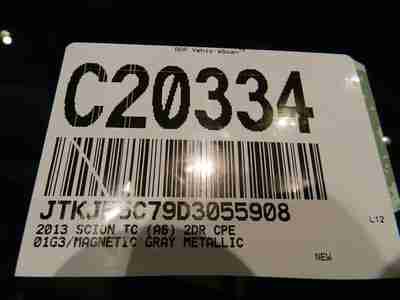 C20334
JTKJF5C79D3055908
2013 SCION TC (A6) 2DR CPE
L12
01G3/MAGNETIC GRAY METALLIC
NEW